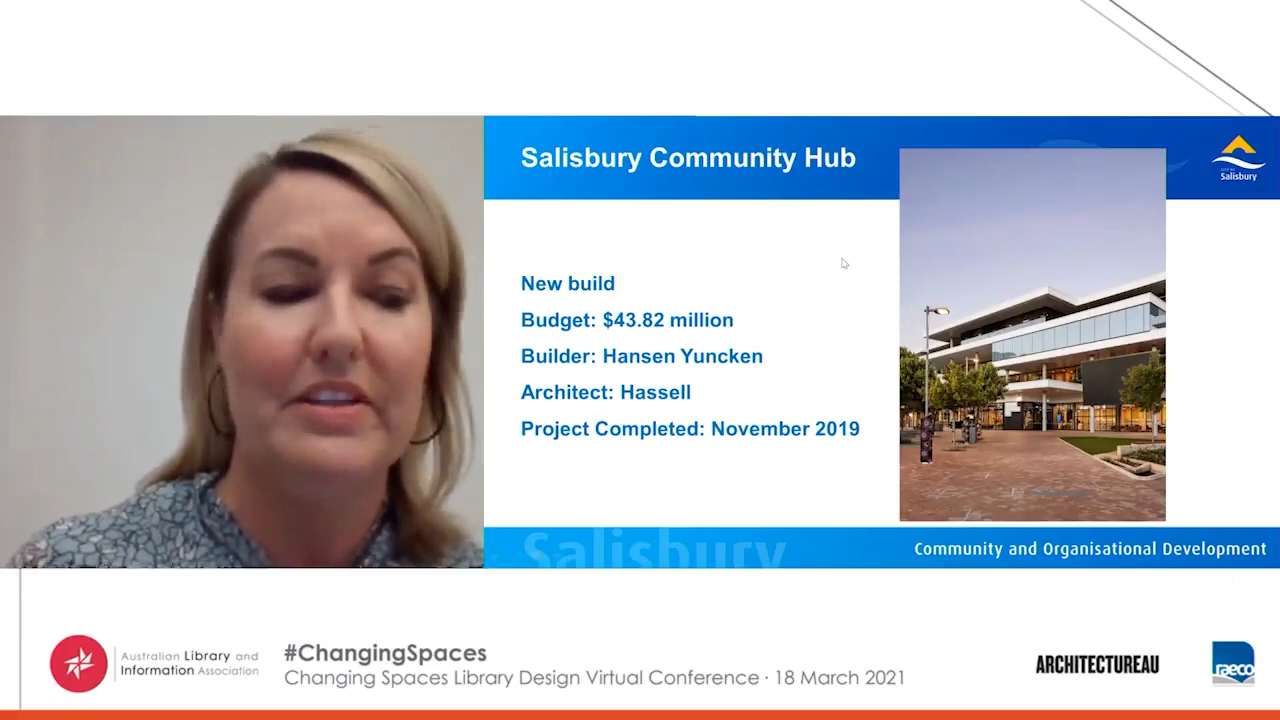 Salisbury Community Hub
CITY OF
Salisbury
New build
Budget: $43.82 million
Builder: Hansen Yuncken
Architect: Hassell
Project Completed: November 2019
Salisbury
Community and Organisational Development
Australian Library and
Information Association
#ChangingSpaces
Changing Spaces Library Design Virtual Conference · 18 March 2021
ARCHITECTUREAU
raeco